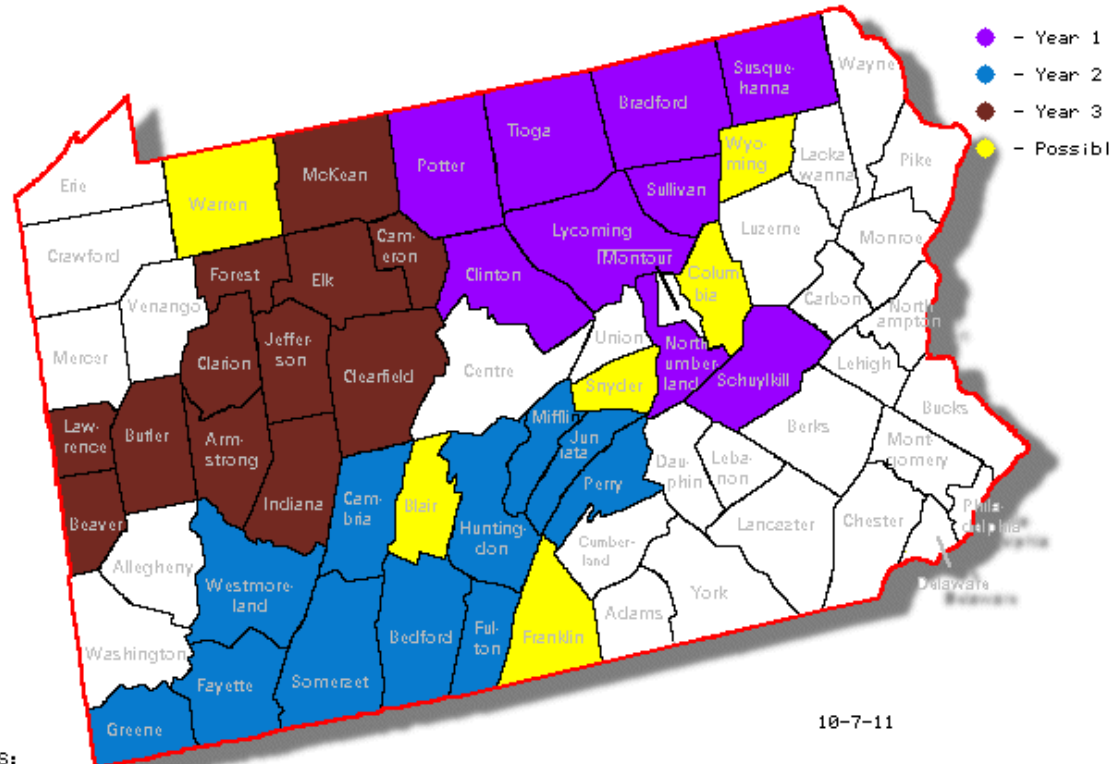 - Year 1
- Year 2
- Year 3
- Possibl
Susque-
hanna
Wayne
Bradford
Tioga
Potter
McKean
Wyo-
ming
Lacka
wanna
Pike
Erie
Warren
Sullivan
Lycoming
Luzerne
Monroe
Crawford
Cam-
eron
Montour
Clinton
Colum
bia
Forest
Elk
Venango
Carbon
North
ampton
Mercer
Clarion
Jeffer-
son
Clearfield
Centre
Union
North
umber-
land
Snyder
Schuylkill
Lehigh
Bucks
Law-
rence
Butler
Arm-
strong
Miffli
Jun
iata
Berks
Mont-
gomery
Dau-
phin
Leba-
non
Perry
Indiana
Cam-
bria
Blair
Beaver
Hunting-
don
Lancaster
Chester
Phila-
delphia
Cumber-
land
Allegheny
Westmore-
land
Delaware
York
Adams
Franklin
Ful-
ton
Bedford
Washington
Somerset
Fayette
Greene
10-7-11
S: